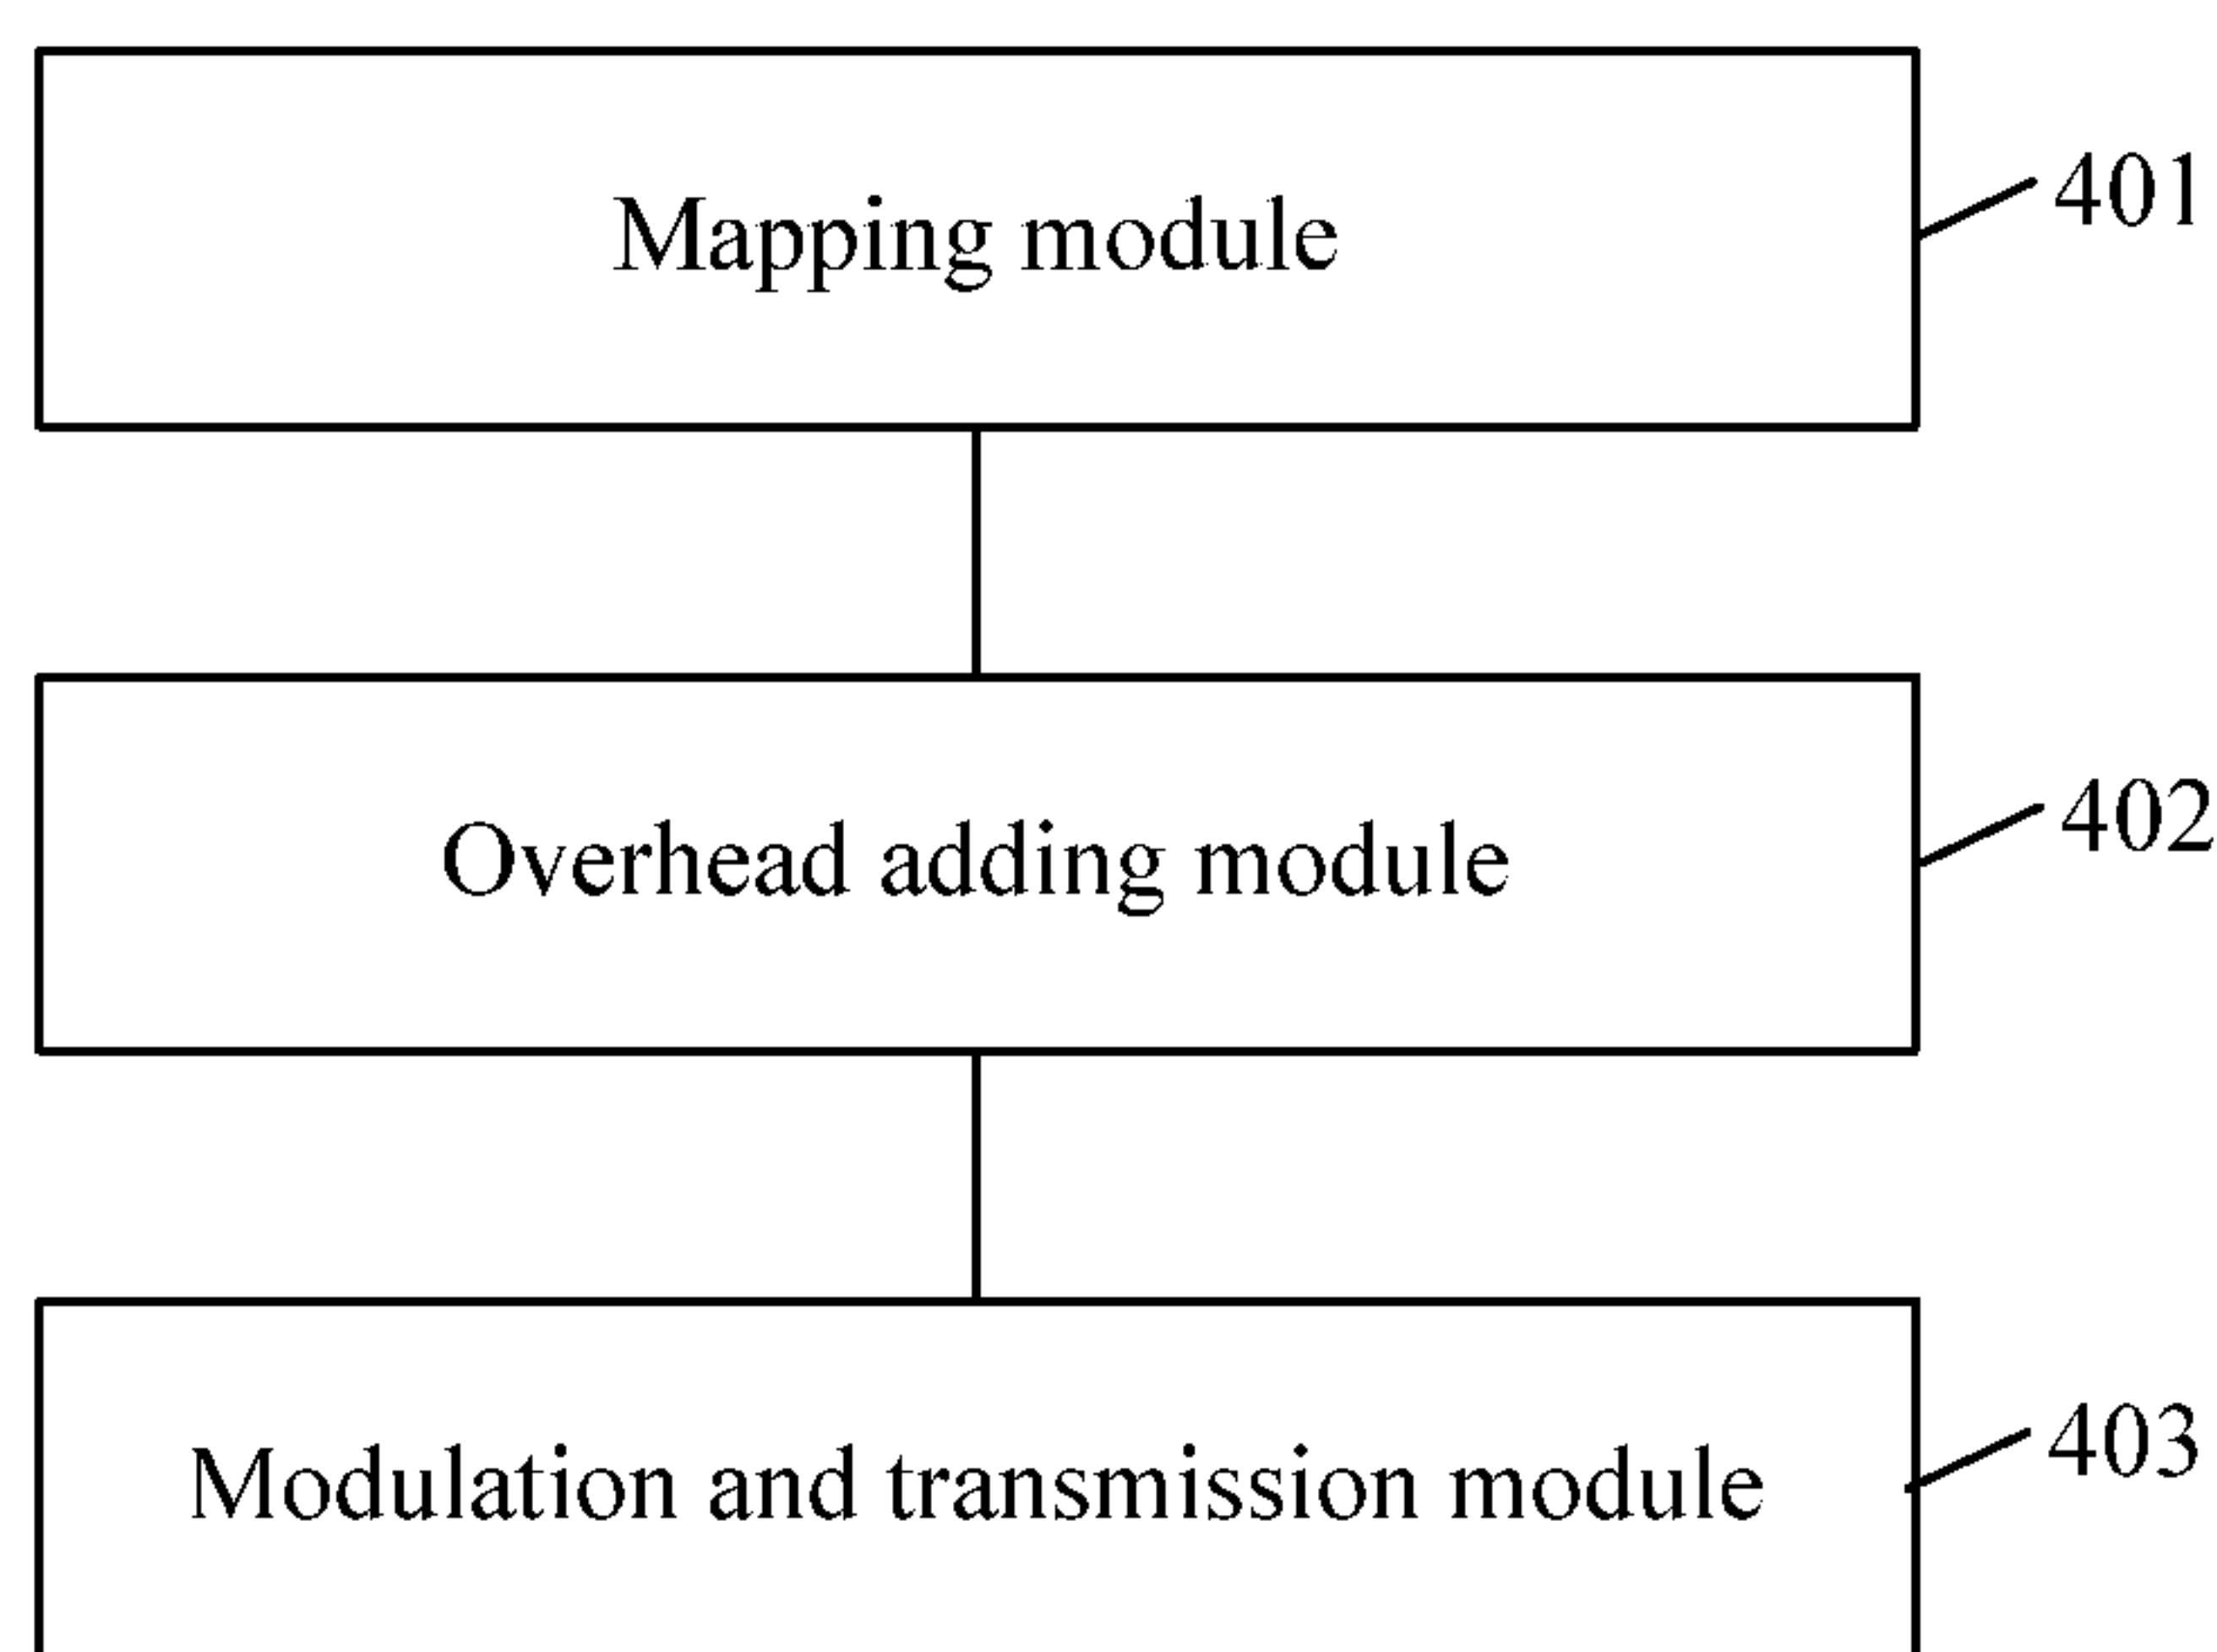 Mapping module
401
Overhead adding module
402
Modulation and transmission module
403